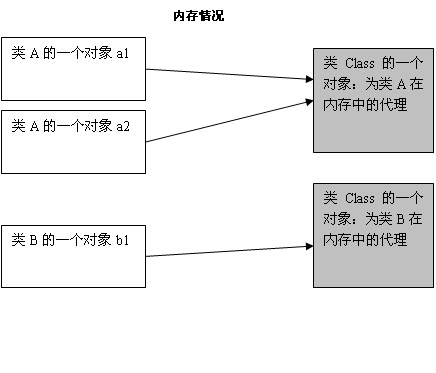 内存情况
类 A 的一个对象 a1
类 Class 的一个
对象：为类 A 在
内存中的代理
类 A 的一个对象 a2
类 Class 的一个
对象：为类 B 在
内存中的代理
类 B 的一个对象 b1